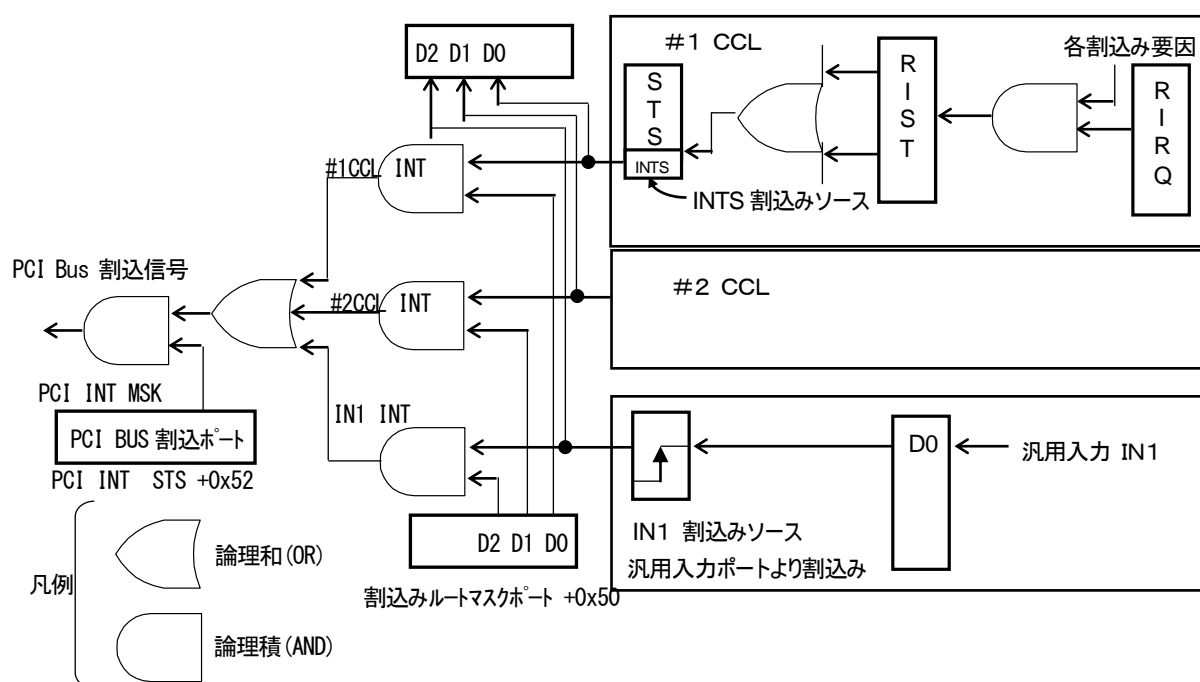 D2 D1 D0
#1 CCL
各割込み要因
STS
INTS
RIST
RIRQ
INTS 割込みソース
#1CCL INT
PCI Bus 割込信号
#2CCL INT
#2 CCL
PCI INT MSK
PCI BUS 割込ポート
PCI INT STS +0x52
IN1 INT
D0
汎用入力 IN1
IN1 割込みソース
汎用入力ポートより割込み
D2 D1 D0
割込みルートマスクポート +0x50
凡例
論理和(OR)
論理積(AND)